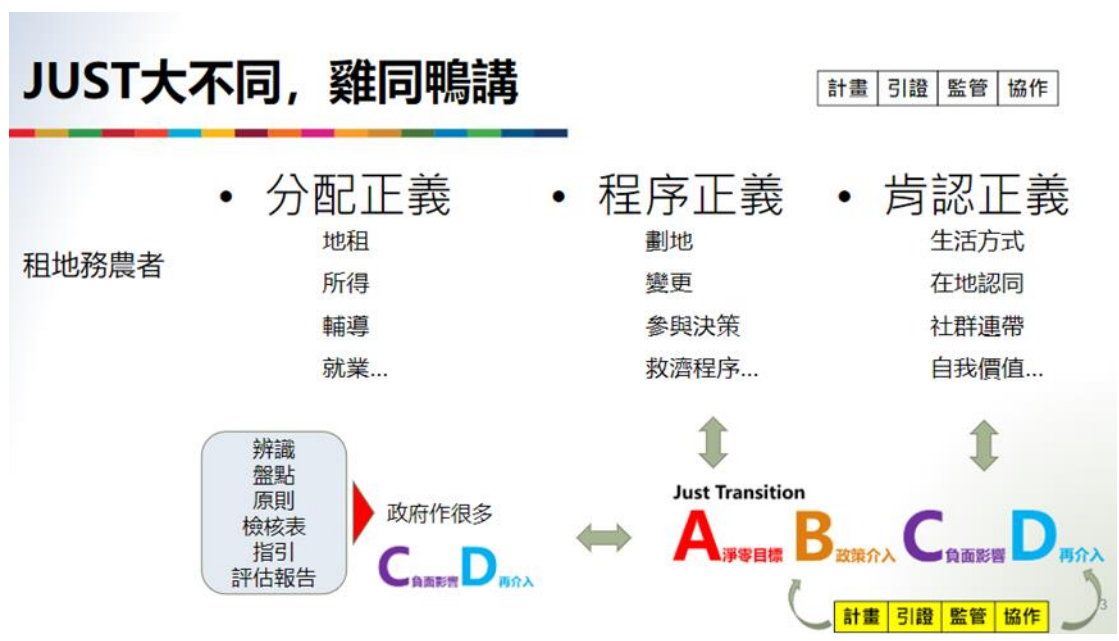 JUST大不同，雞同鴨講
計畫 引證 監管 協作
• 分配正義
• 程序正義
• 肯認正義
租地務農者
地租
所得
輔導
就業...
劃地
變更
參與決策
救濟程序...
生活方式
在地認同
社群連帶
自我價值...
辨識
盤點
原則
檢核表
指引
評估報告
政府作很多
C負面影響 D再介入
Just Transition
A淨零目標 B政策介入 C負面影響 D再介入
計畫 引證 監管 協作
3